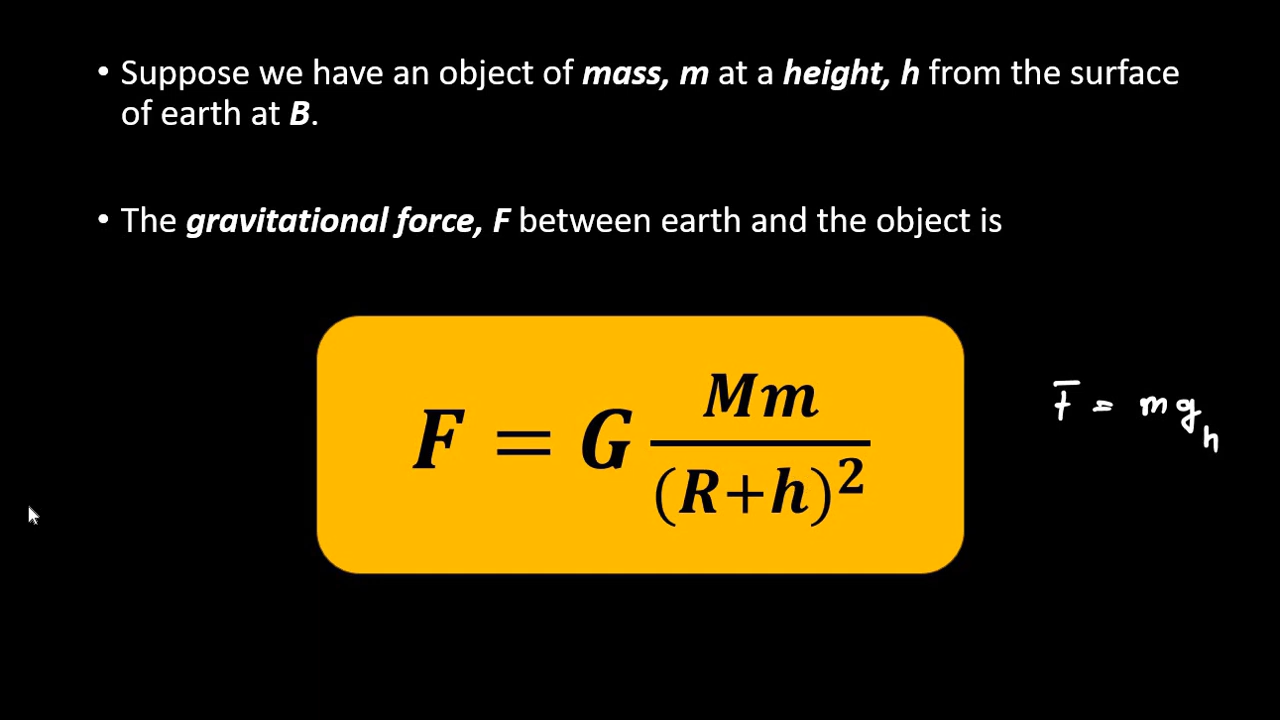 • Suppose we have an object of mass, m at a height, h from the surface
of earth at B.
• The gravitational force, F between earth and the object is
F = G Mm/(R+h)²
F = mg_h